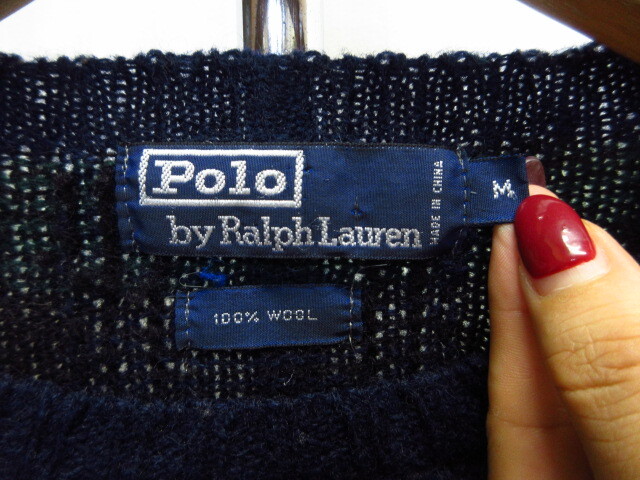 Polo
by Ralph Lauren
MADE IN CHINA
M
100% WOOL